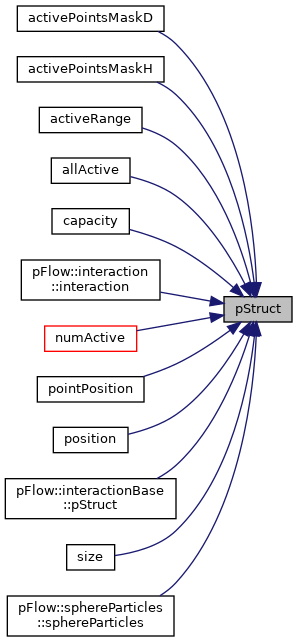 activePointsMaskD
activePointsMaskH
activeRange
allActive
capacity
pFlow::interaction
::interaction
pStruct
numActive
pointPosition
position
pFlow::interactionBase
::pStruct
size
pFlow::sphereParticles
::sphereParticles